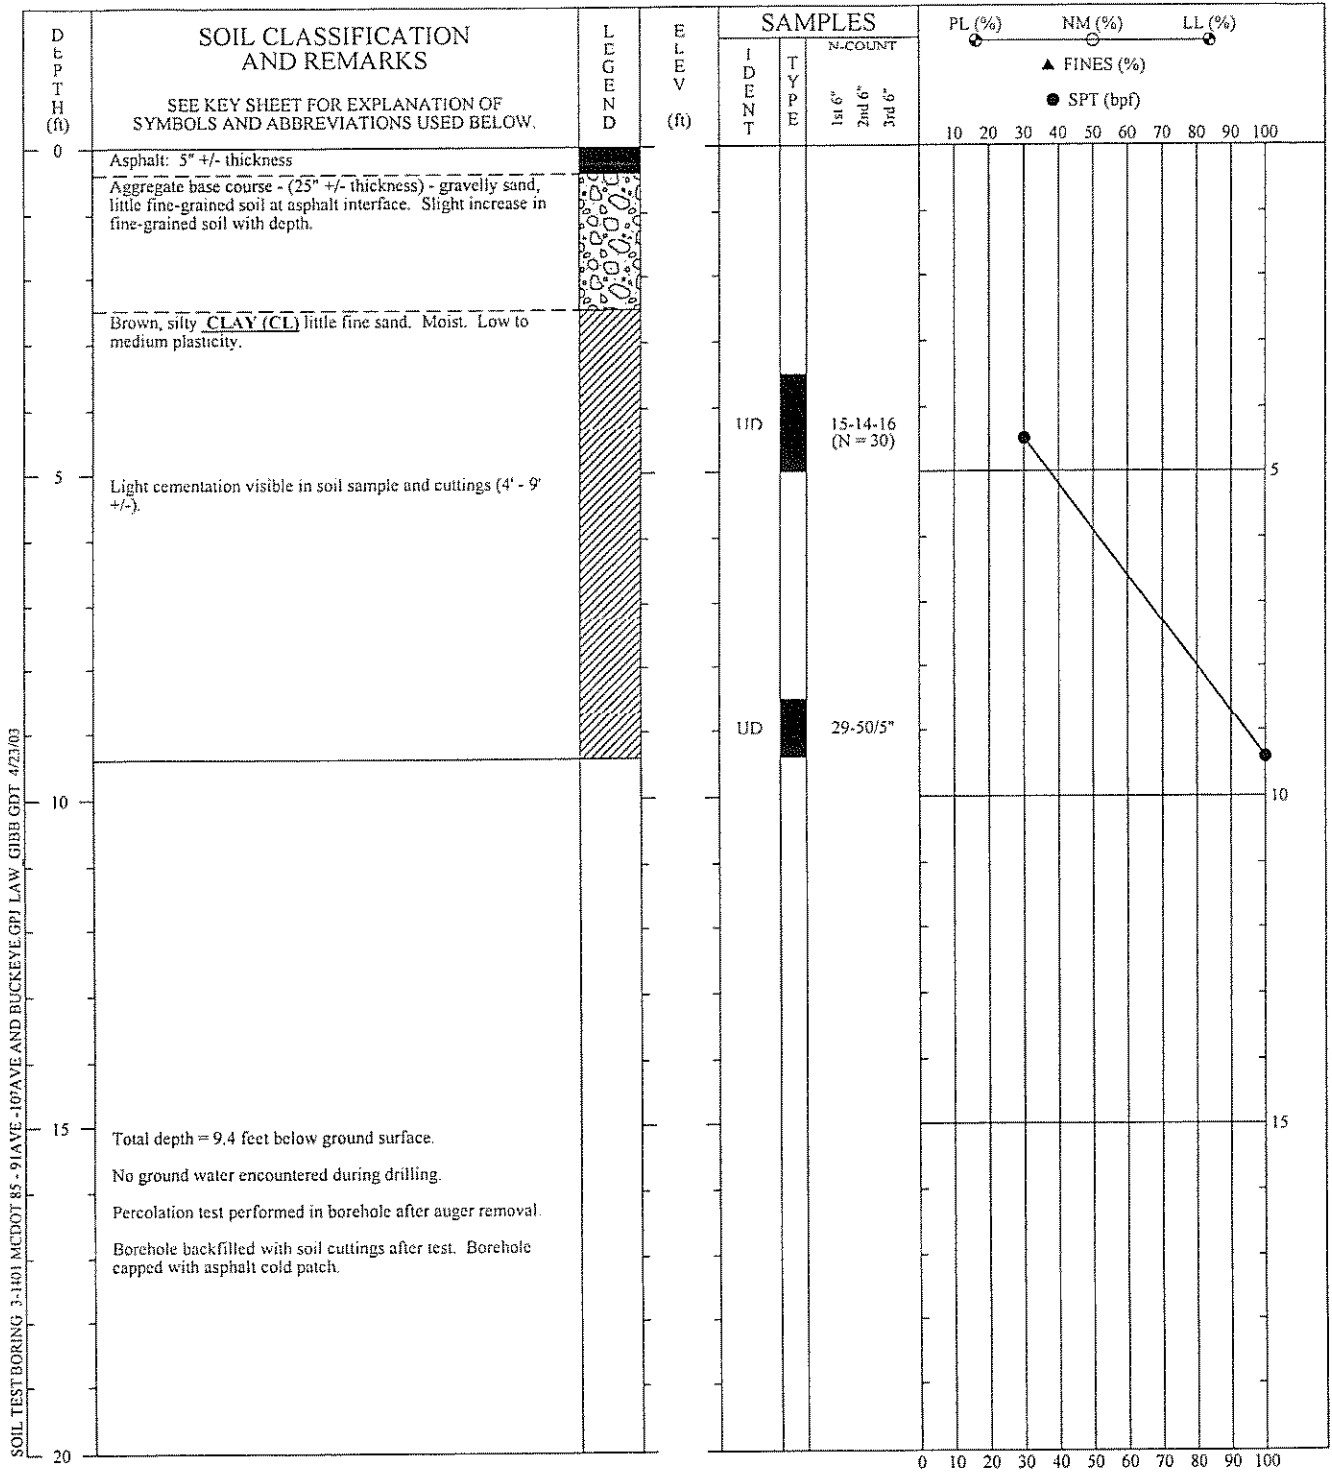 DEPTH (ft)
SOIL CLASSIFICATION
AND REMARKS
SEE KEY SHEET FOR EXPLANATION OF
SYMBOLS AND ABBREVIATIONS USED BELOW.
LEGEND
ELEV (ft)
SAMPLES
IDENT
TYPE
N-COUNT
1st 6"
2nd 6"
3rd 6"
PL (%) NM (%) LL (%)
▲ FINES (%)
● SPT (bpf)
10 20 30 40 50 60 70 80 90 100
0
Asphalt: 5" +/- thickness
Aggregate base course - (25" +/- thickness) - gravelly sand,
little fine-grained soil at asphalt interface. Slight increase in
fine-grained soil with depth.
Brown, silty CLAY (CL) little fine sand. Moist. Low to
medium plasticity.
UD 15-14-16
(N = 30)
5 5
Light cementation visible in soil sample and cuttings (4' - 9'
+/-).
UD 29-50/5"
10 10
15 15
Total depth = 9.4 feet below ground surface.
No ground water encountered during drilling.
Percolation test performed in borehole after auger removal.
Borehole backfilled with soil cuttings after test. Borehole
capped with asphalt cold patch.
20
0 10 20 30 40 50 60 70 80 90 100
SOIL TEST BORING 3-1401 MCDOT 85 - 91AVE -107AVE AND BUCKEYE.GPJ LAW GIBB GDT 4/23/03